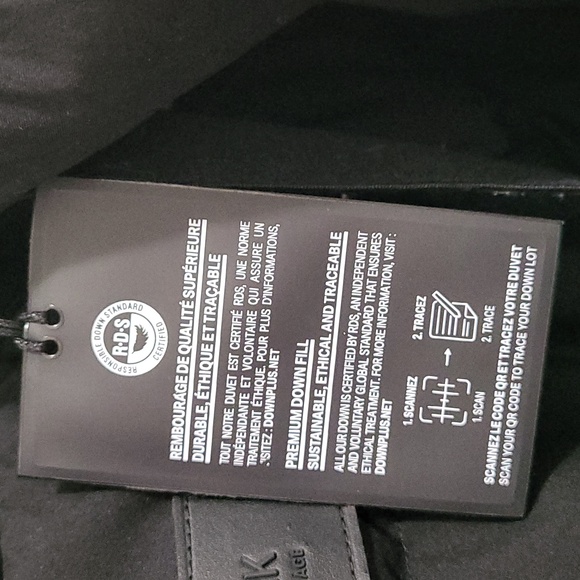 RESPONSIBLE DOWN STANDARD
R·D·S
CERTIFIED
REMBOURAGE DE QUALITÉ SUPÉRIEURE
DURABLE, ÉTHIQUE ET TRAÇABLE
TOUT NOTRE DUVET EST CERTIFIÉ RDS, UNE NORME
INDÉPENDANTE ET VOLONTAIRE QUI ASSURE UN
TRAITEMENT ÉTHIQUE. POUR PLUS D'INFORMATIONS,
ISITEZ : DOWNPLUS.NET
PREMIUM DOWN FILL
SUSTAINABLE, ETHICAL AND TRACEABLE
ALL OUR DOWN IS CERTIFIED BY RDS, AN INDEPENDENT
AND VOLUNTARY GLOBAL STANDARD THAT ENSURES
ETHICAL TREATMENT. FOR MORE INFORMATION, VISIT :
DOWNPLUS.NET
1. SCANNEZ
2. TRACEZ
1. SCAN
2. TRACE
SCANNEZ LE CODE QR ET TRACEZ VOTRE DUVET
SCAN YOUR QR CODE TO TRACE YOUR DOWN LOT
K
AGE